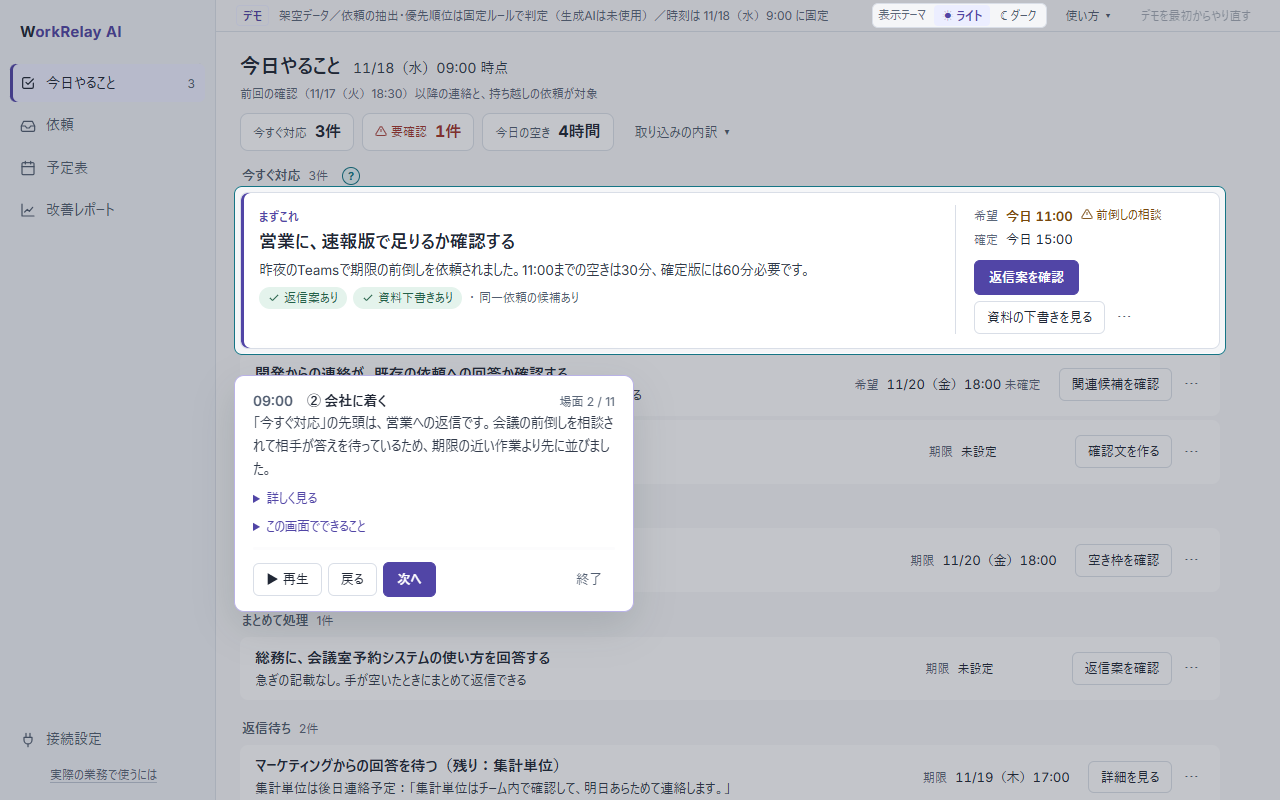 WorkRelay AI
今日やること 3
依頼
予定表
改善レポート
接続設定
実際の業務で使うには
デモ 架空データ／依頼の抽出・優先順位は固定ルールで判定（生成AIは未使用）／時刻は 11/18（水）9:00 に固定
表示テーマ ライト ダーク 使い方 ▼ デモを最初からやり直す
今日やること 11/18（水）09:00 時点
前回の確認（11/17（火）18:30）以降の連絡と、持ち越しの依頼が対象
今すぐ対応 3件
要確認 1件
今日の空き 4時間
取り込みの内訳 ▼
今すぐ対応 3件 ?
まずこれ
営業に、速報版で足りるか確認する
昨夜のTeamsで期限の前倒しを依頼されました。11:00までの空きは30分、確定版には60分必要です。
✓ 返信案あり ✓ 資料下書きあり ・同一依頼の候補あり
希望 今日 11:00 前倒しの相談
確定 今日 15:00
返信案を確認
資料の下書きを見る …
開発からの連絡が、既存の依頼への回答か確認する
る
希望 11/20（金）18:00 未確定 関連候補を確認 …
09:00 ② 会社に着く 場面 2 / 11
「今すぐ対応」の先頭は、営業への返信です。会議の前倒しを相談さ
れて相手が答えを待っているため、期限の近い作業より先に並びまし
た。
▶ 詳しく見る
▶ この画面でできること
▶ 再生 戻る 次へ 終了
期限 未設定 確認文を作る …
期限 11/20（金）18:00 空き枠を確認 …
まとめて処理 1件
総務に、会議室予約システムの使い方を回答する
急ぎの記載なし。手が空いたときにまとめて返信できる
期限 未設定 返信案を確認 …
返信待ち 2件
マーケティングからの回答を待つ（残り：集計単位）
集計単位は後日連絡予定：「集計単位はチーム内で確認して、明日あらためて連絡します。」
期限 11/19（木）17:00 詳細を見る …